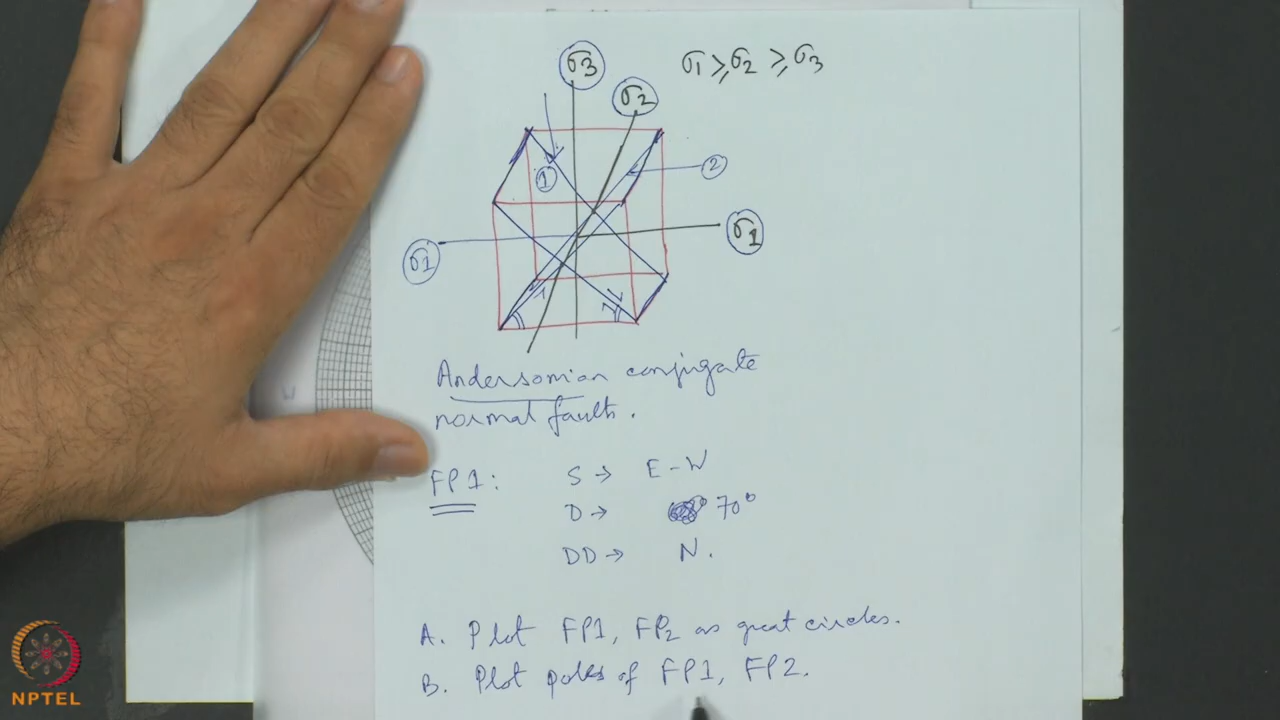 σ3
σ1 ⩾ σ2 ⩾ σ3
σ2
1
2
σ1
σ1
Andersonian conjugate
normal fault.
FP1:
S → E-W
D → 70°
DD → N.
A. Plot FP1, FP2 as great circles.
B. Plot poles of FP1, FP2.
NPTEL